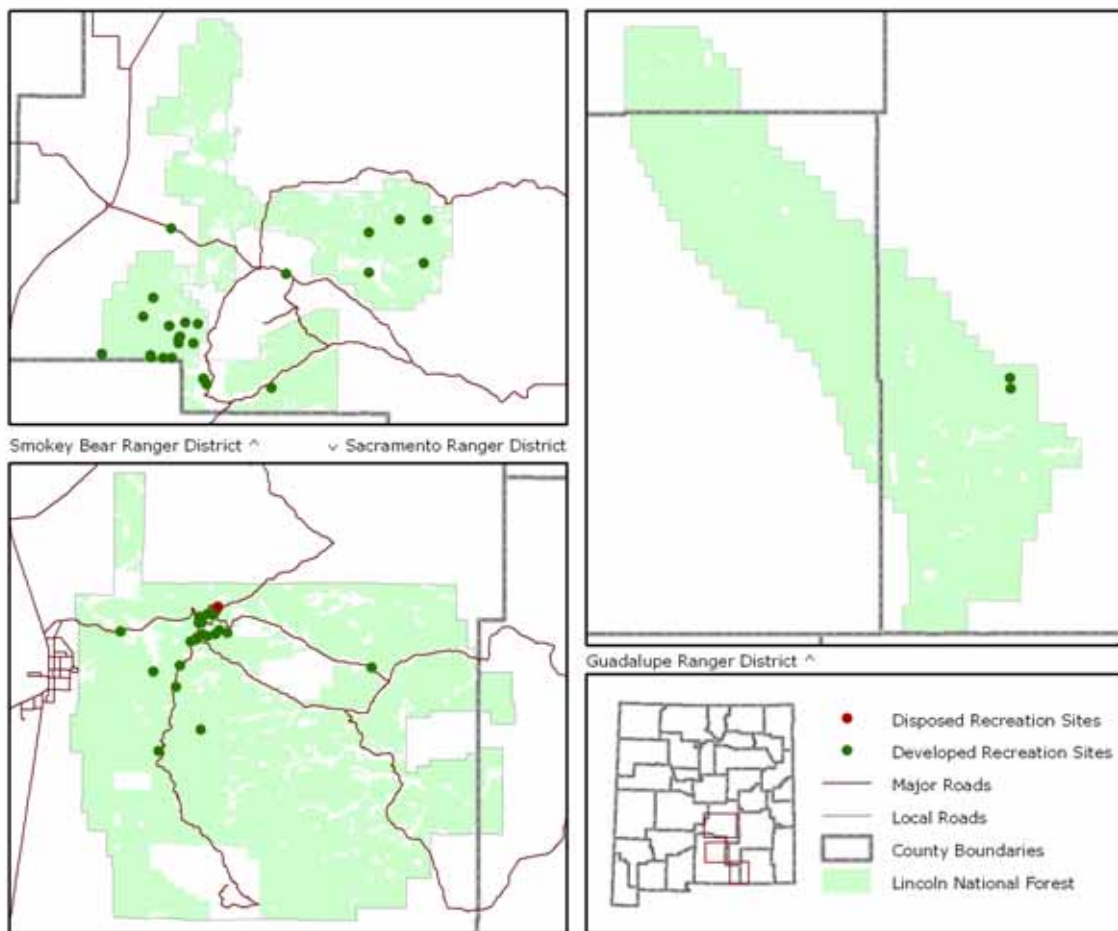 Smokey Bear Ranger District ^
v Sacramento Ranger District
Guadalupe Ranger District ^
Disposed Recreation Sites
Developed Recreation Sites
Major Roads
Local Roads
County Boundaries
Lincoln National Forest